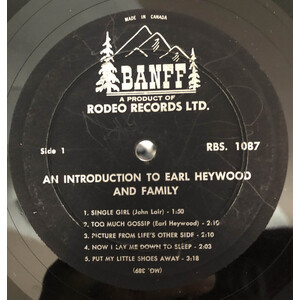 MADE IN CANADA
BANFF
A PRODUCT OF
RODEO RECORDS LTD.
Side 1
RBS. 1087
AN INTRODUCTION TO EARL HEYWOOD
AND FAMILY
1. SINGLE GIRL (John Lair) - 1:50
2. TOO MUCH GOSSIP (Earl Heywood) - 2:10
3. PICTURE FROM LIFE'S OTHER SIDE - 2:10
4. NOW I LAY ME DOWN TO SLEEP - 2:03
5. PUT MY LITTLE SHOES AWAY - 3:18
(MO. 389)